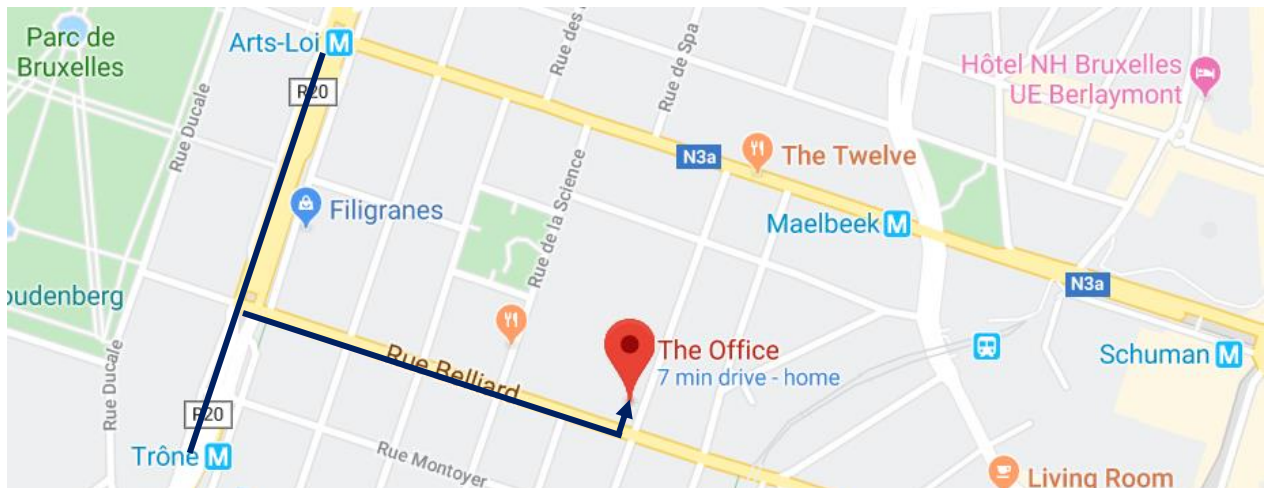 Parc de
Bruxelles
Arts-Loi M
R20
Rue Ducale
Rue des
Rue de Spa
Hôtel NH Bruxelles
UE Berlaymont
N3a
The Twelve
Filigranes
Rue de la Science
Maelbeek M
N3a
oudenberg
Rue Ducale
Rue Belliard
The Office
7 min drive - home
Schuman M
R20
Trône M
Rue Montoyer
Living Room